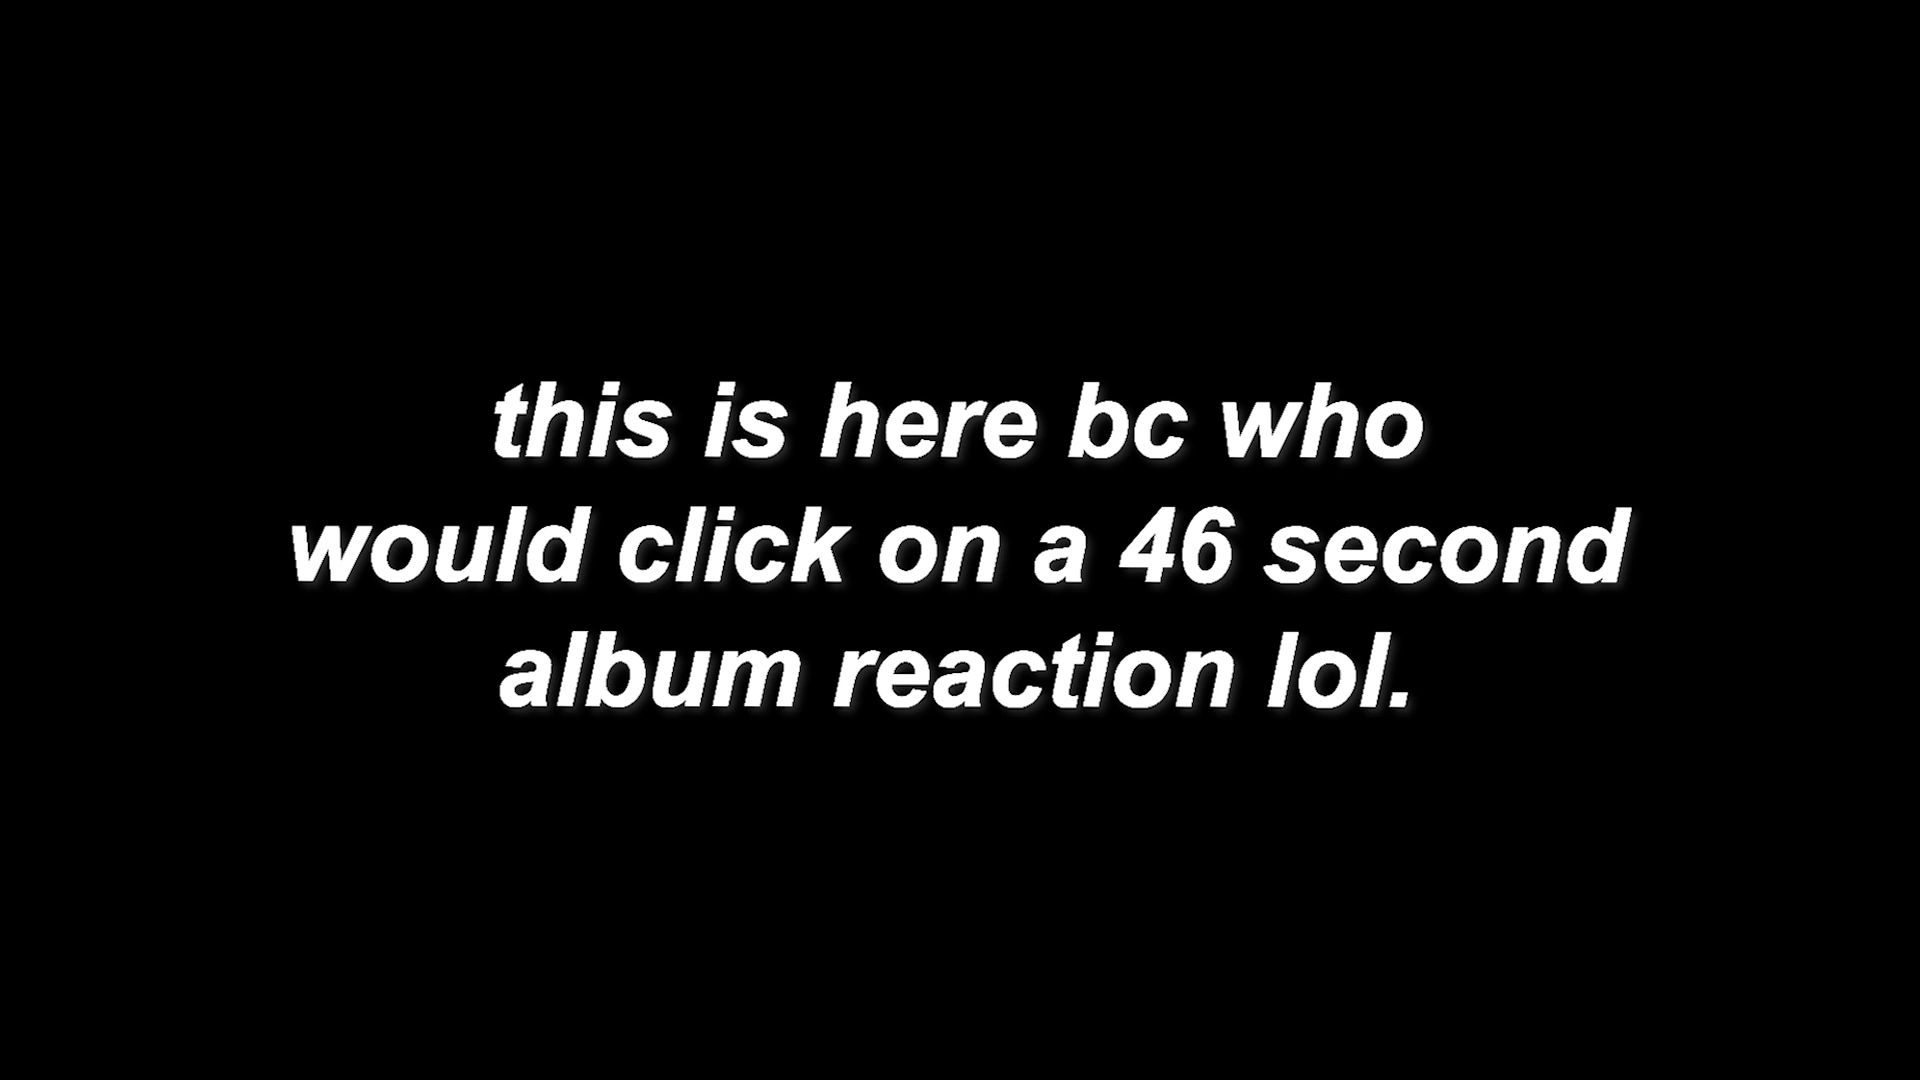 this is here bc who
would click on a 46 second
album reaction lol.